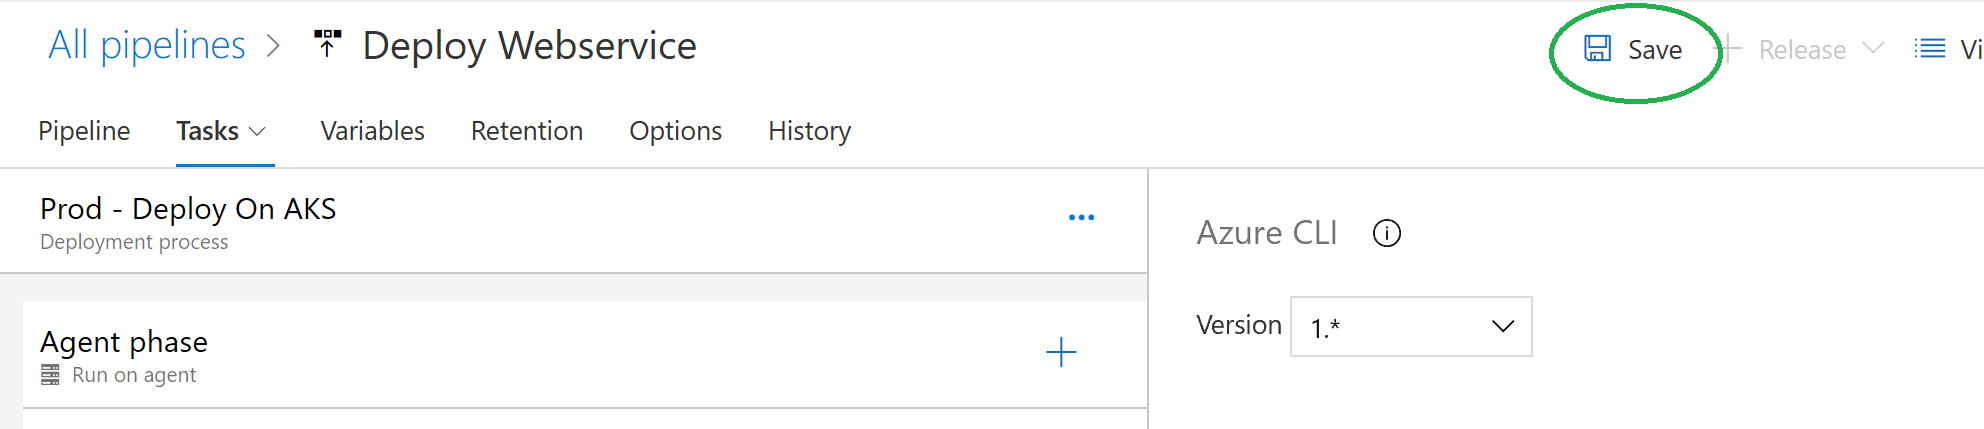 All pipelines > Deploy Webservice
Save + Release
Vi
Pipeline Tasks Variables Retention Options History
Prod - Deploy On AKS
Deployment process
Azure CLI
Version 1.*
Agent phase
Run on agent